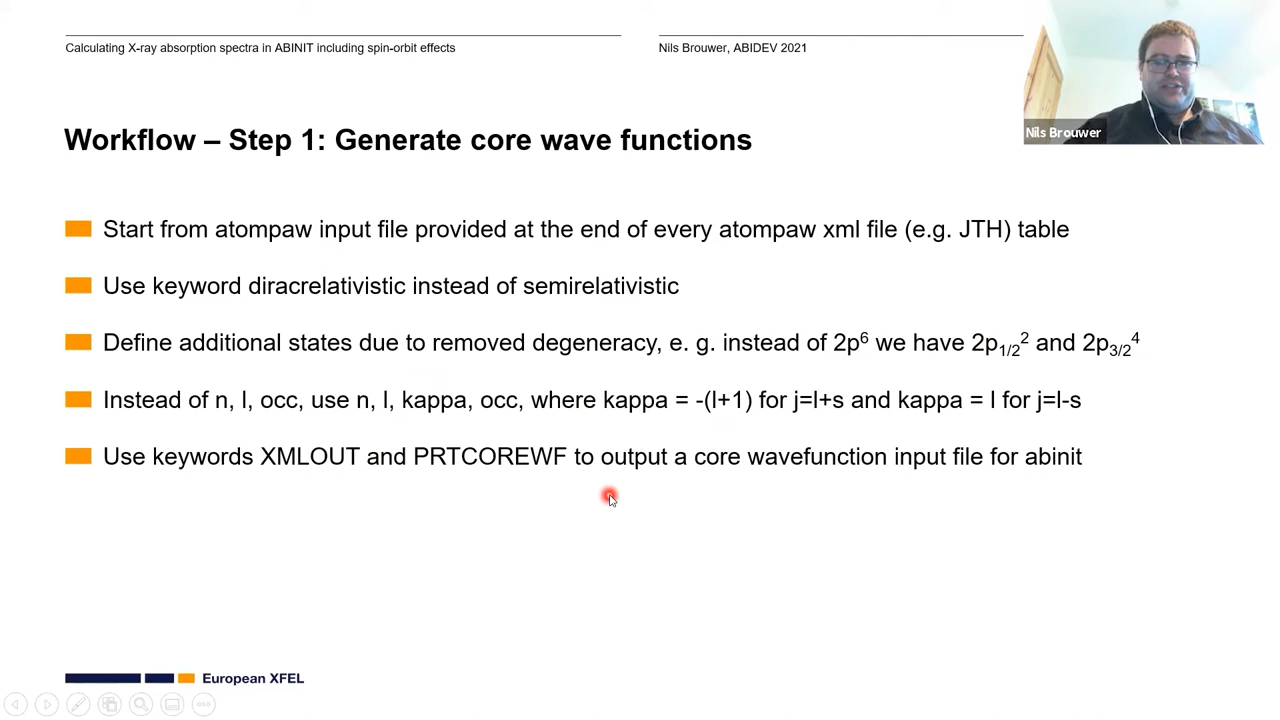 Calculating X-ray absorption spectra in ABINIT including spin-orbit effects
Nils Brouwer, ABIDEV 2021
Nils Brouwer
Workflow – Step 1: Generate core wave functions
Start from atompaw input file provided at the end of every atompaw xml file (e.g. JTH) table
Use keyword diracrelativistic instead of semirelativistic
Define additional states due to removed degeneracy, e. g. instead of 2p⁶ we have 2p₁/₂² and 2p₃/₂⁴
Instead of n, l, occ, use n, l, kappa, occ, where kappa = -(l+1) for j=l+s and kappa = l for j=l-s
Use keywords XMLOUT and PRTCOREWF to output a core wavefunction input file for abinit
European XFEL